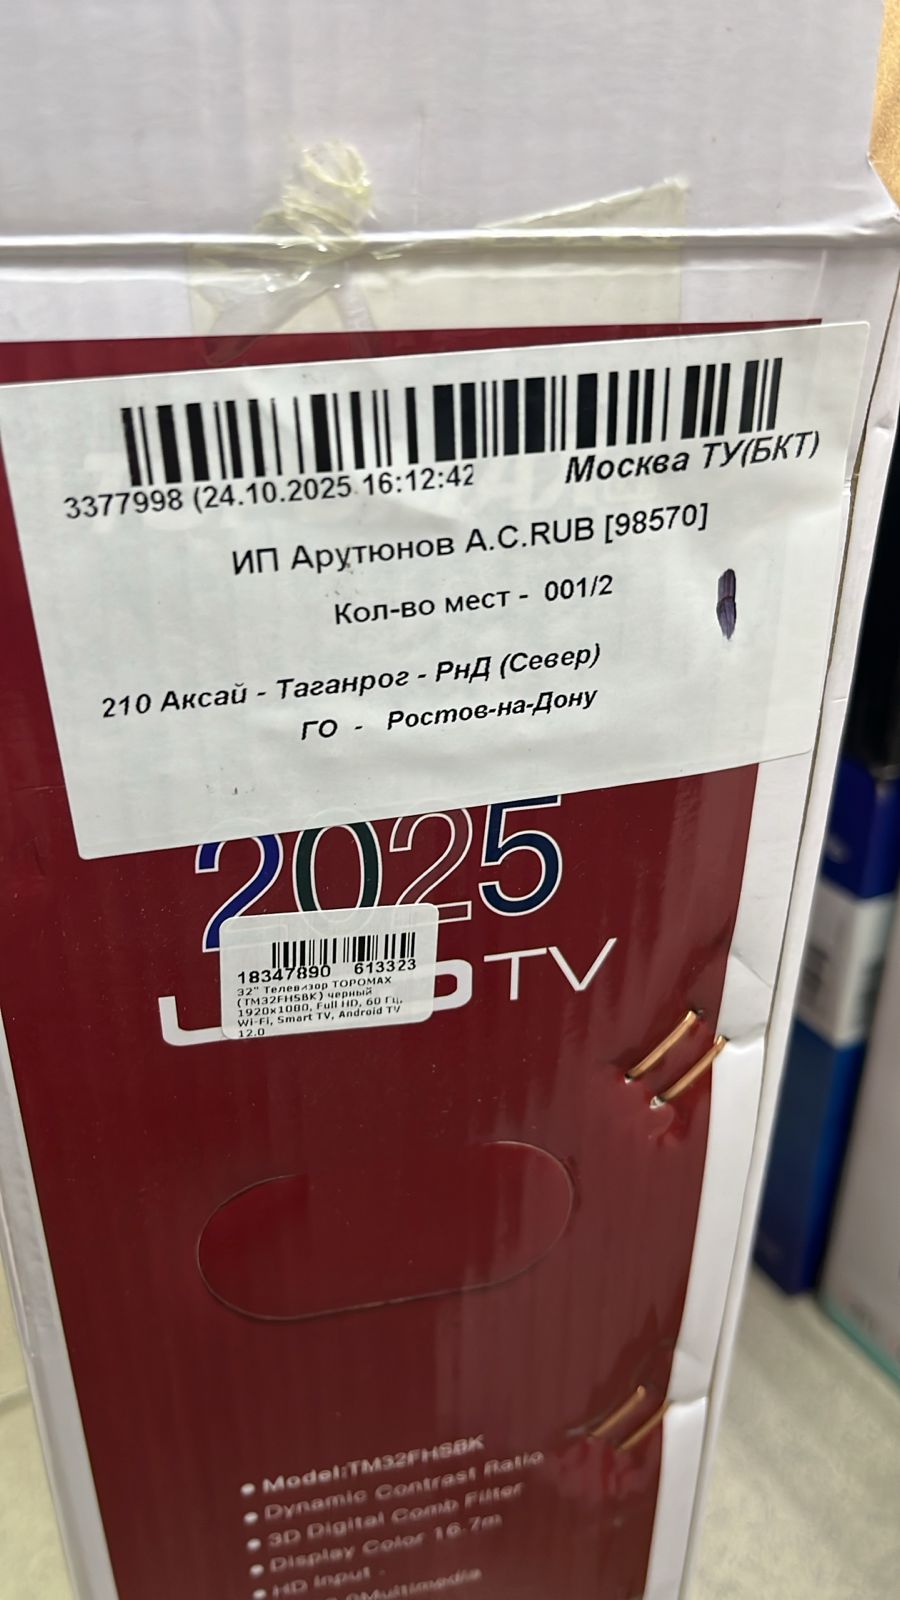 3377998 (24.10.2025 16:12:42
Москва ТУ(БКТ)
ИП Арутюнов А.С.RUB [98570]
Кол-во мест - 001/2
210 Аксай - Таганрог - РнД (Север)
ГО - Ростов-на-Дону
2025
TV
18347890 613323
32" Телевизор TOPOMAX
(TM32FHSBK) черный
1920x1080, Full HD, 60 Гц,
Wi-Fi, Smart TV, Android TV
12.0
Model:TM32FHSBK
Dynamic Contrast Ratio
3D Digital Comb Filter
Display Color 16.7m
HD Input
Multimedia